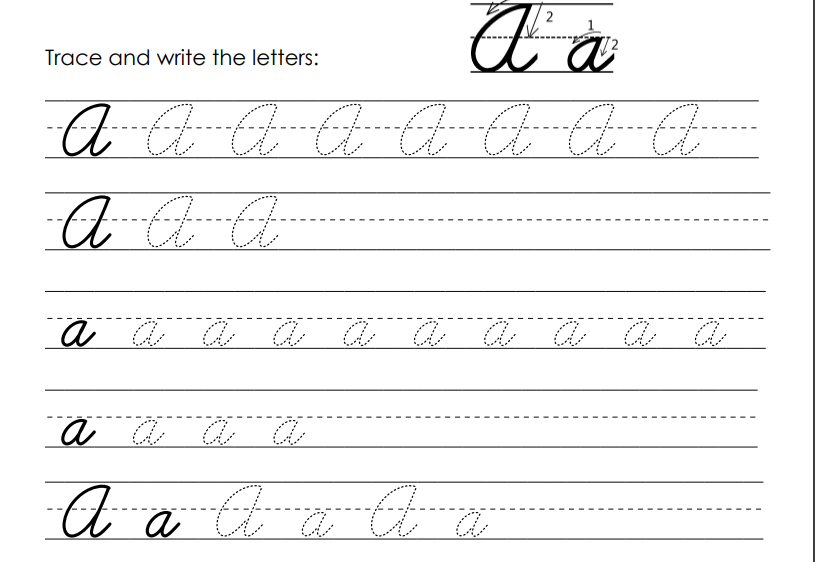 Trace and write the letters:
A 2 a 1 2
A A A A A A A A
A A A
a a a a a a a a a a
a a a a
A a A a A a